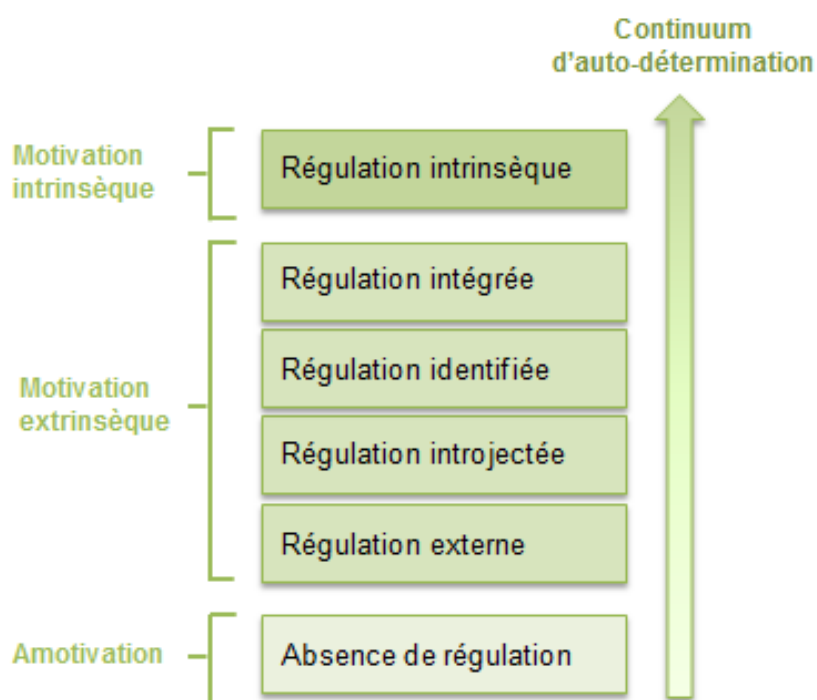 Continuum
d'auto-détermination
Motivation
intrinsèque
Régulation intrinsèque
Régulation intégrée
Régulation identifiée
Motivation
extrinsèque
Régulation introjectée
Régulation externe
Amotivation
Absence de régulation